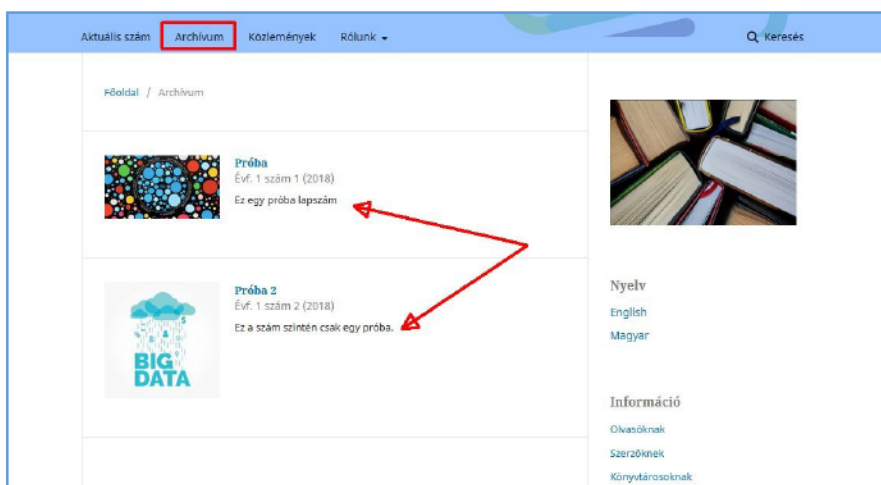 Aktuális szám Archívum Közlemények Rólunk Keresés
Főoldal / Archívum
Próba
Évf. 1 szám 1 (2018)
Ez egy próba lapszám
Próba 2
Évf. 1 szám 2 (2018)
Ez a szám szintén csak egy próba.
BIG
DATA
Nyelv
English
Magyar
Információ
Olvasóknak
Szerzőknek
Könyvtárosoknak